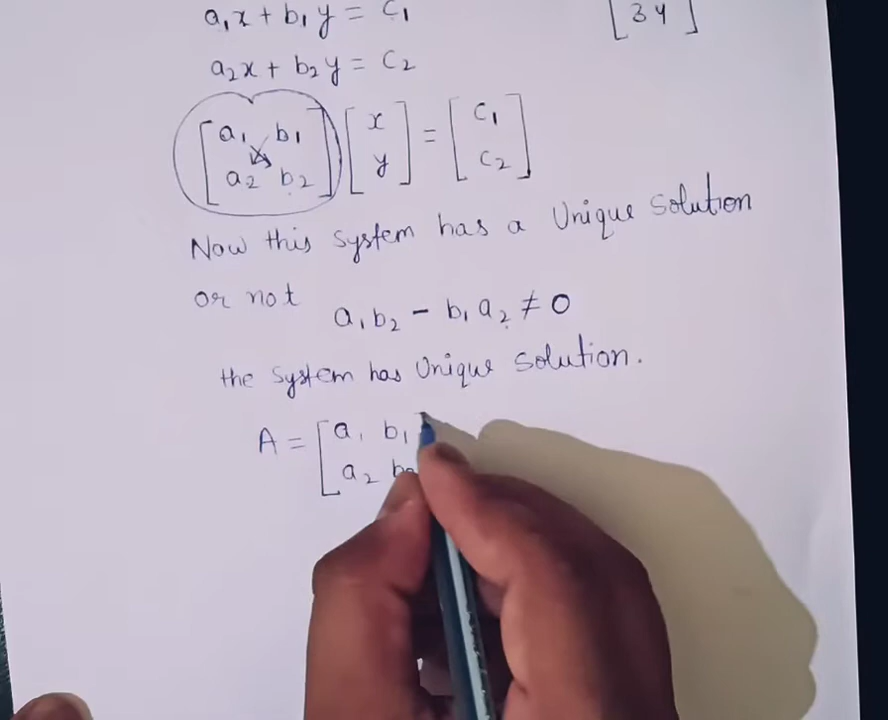 a₁x + b₁y = c₁
[3 4]
a₂x + b₂y = c₂
[a₁ b₁ [x = [c₁
a₂ b₂] y] c₂]
Now this system has a Unique Solution
or not a₁b₂ - b₁a₂ ≠ 0
the System has Unique Solution.
A = [a₁ b₁
a₂ b₂